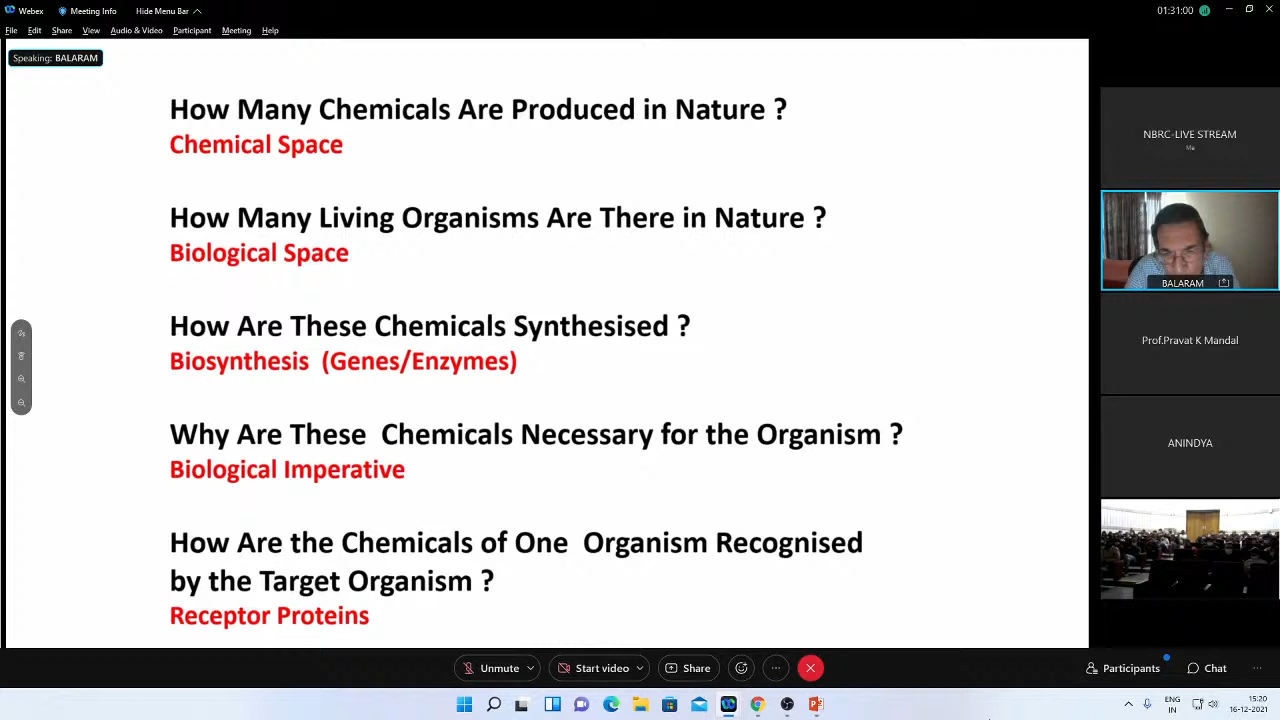 Webex Meeting Info Hide Menu Bar 01:31:00
File Edit Share View Audio & Video Participant Meeting Help
Speaking: BALARAM
How Many Chemicals Are Produced in Nature ?
Chemical Space
How Many Living Organisms Are There in Nature ?
Biological Space
How Are These Chemicals Synthesised ?
Biosynthesis (Genes/Enzymes)
Why Are These Chemicals Necessary for the Organism ?
Biological Imperative
How Are the Chemicals of One Organism Recognised
by the Target Organism ?
Receptor Proteins
NBRC-LIVE STREAM
Me
BALARAM
Prof.Pravat K Mandal
ANINDYA
Unmute Start video Share Participants Chat
ENG
IN
16-12-2021